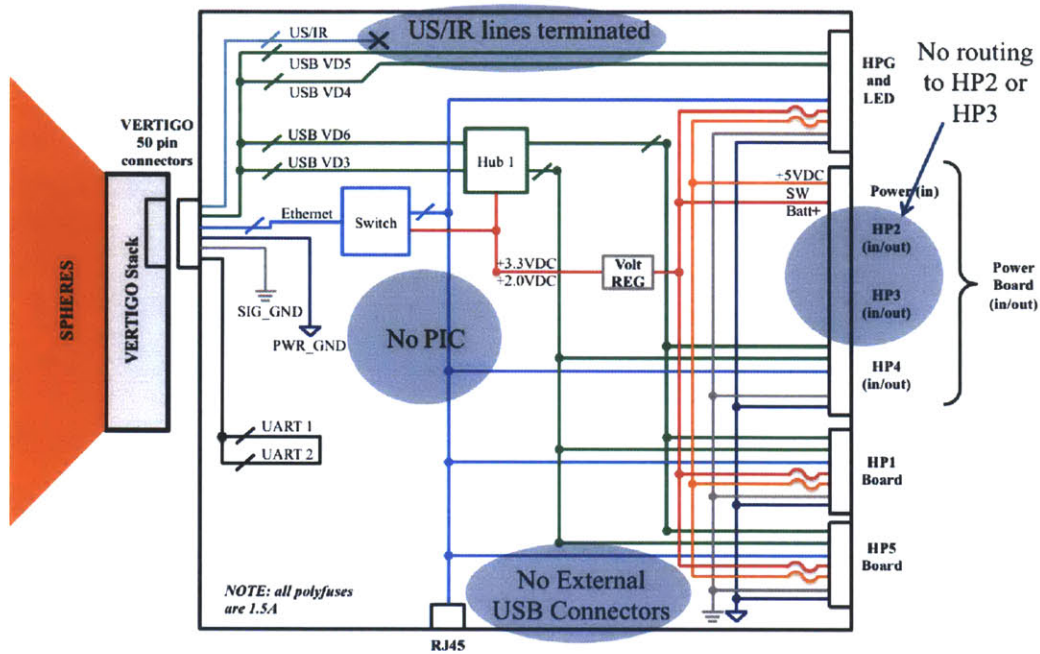 US/IR
US/IR lines terminated
USB VD5
USB VD4
HPG
and
LED
No routing
to HP2 or
HP3
VERTIGO
50 pin
connectors
USB VD6
USB VD3
Hub 1
Ethernet
Switch
+5VDC
SW
Batt+
Power (in)
HP2
(in/out)
HP3
(in/out)
HP4
(in/out)
Power
Board
(in/out)
+3.3VDC
+2.0VDC
Volt
REG
SPHERES
VERTIGO Stack
SIG_GND
PWR_GND
No PIC
UART 1
UART 2
HP1
Board
HP5
Board
No External
USB Connectors
NOTE: all polyfuses
are 1.5A
RJ45